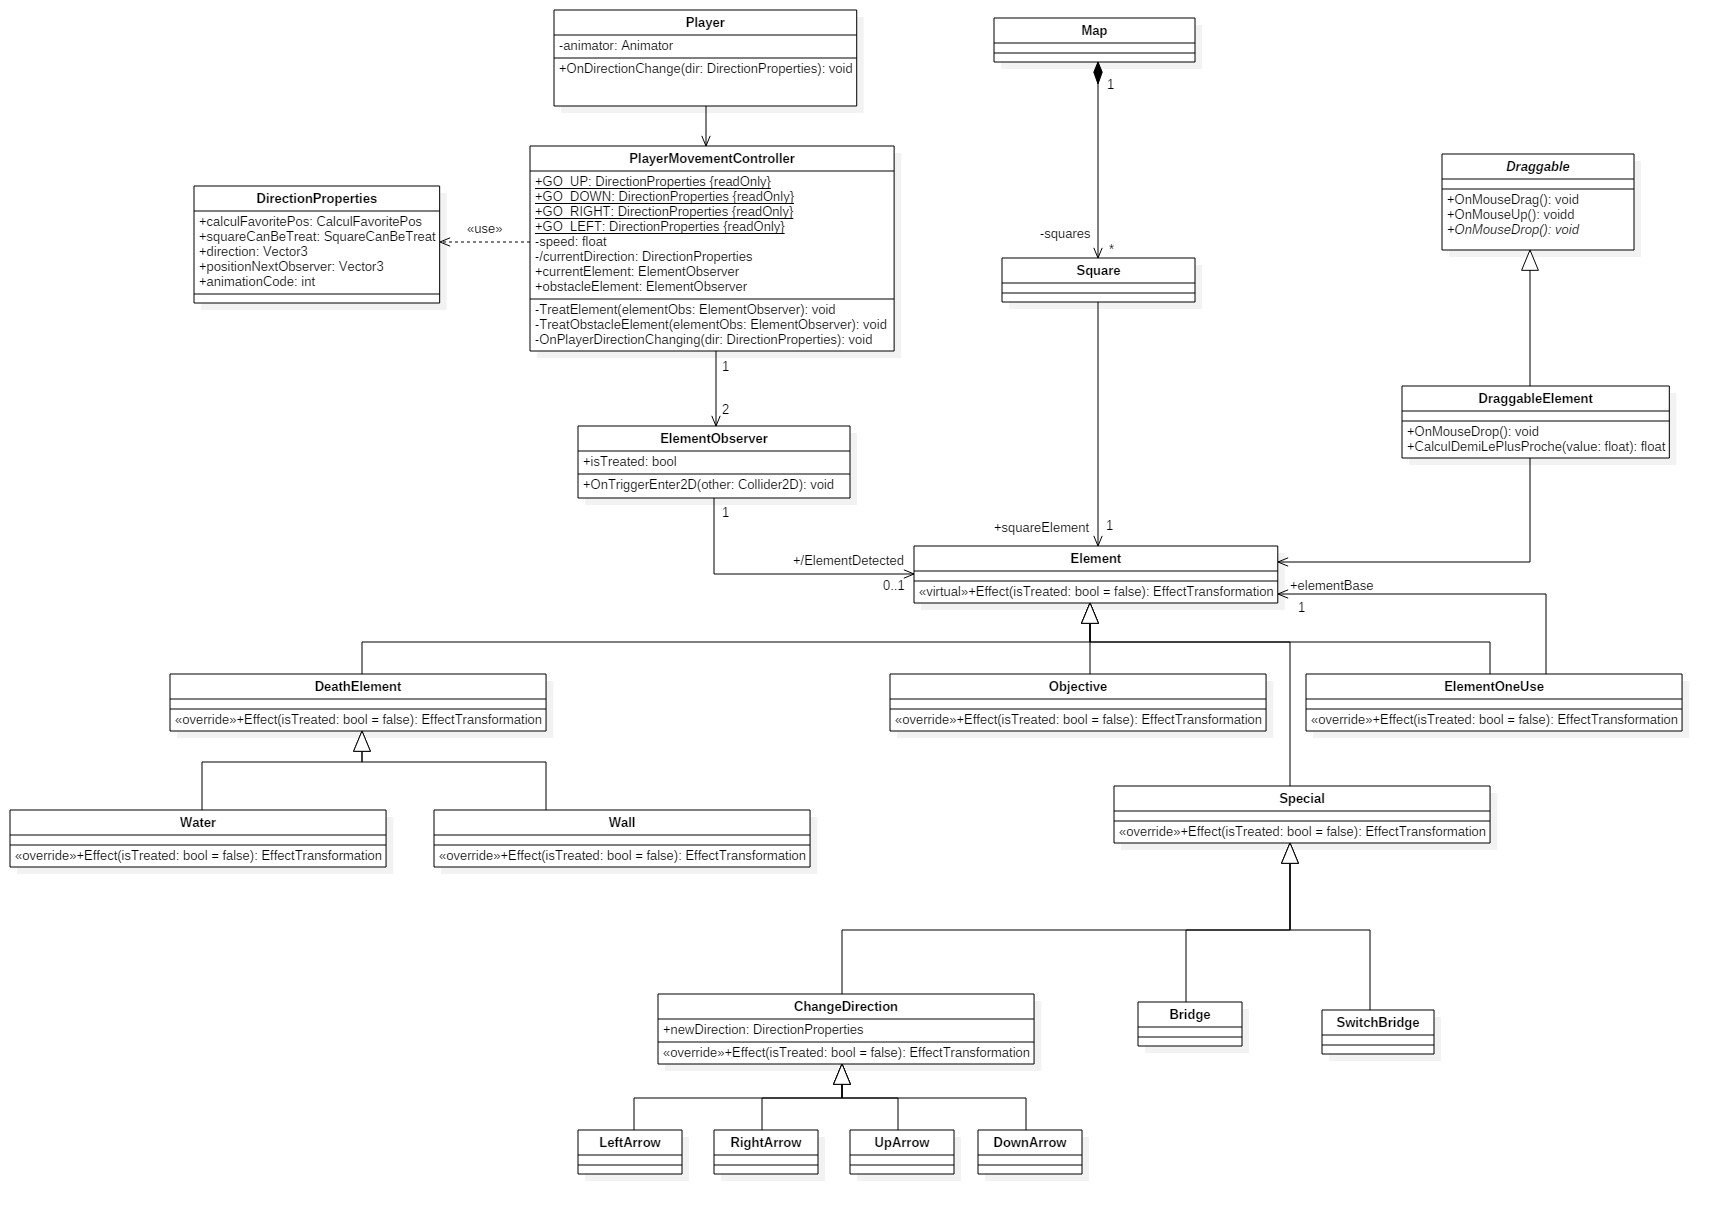 Player
-animator: Animator
+OnDirectionChange(dir: DirectionProperties): void
Map
1
-squares
*
Square
PlayerMovementController
+GO_UP: DirectionProperties {readOnly}
+GO_DOWN: DirectionProperties {readOnly}
+GO_RIGHT: DirectionProperties {readOnly}
+GO_LEFT: DirectionProperties {readOnly}
-speed: float
-/currentDirection: DirectionProperties
+currentElement: ElementObserver
+obstacleElement: ElementObserver
-TreatElement(elementObs: ElementObserver): void
-TreatObstacleElement(elementObs: ElementObserver): void
-OnPlayerDirectionChanging(dir: DirectionProperties): void
«use»
DirectionProperties
+calculFavoritePos: CalculFavoritePos
+squareCanBeTreat: SquareCanBeTreat
+direction: Vector3
+positionNextObserver: Vector3
+animationCode: int
Draggable
+OnMouseDrag(): void
+OnMouseUp(): voidd
+OnMouseDrop(): void
1
2
ElementObserver
+isTreated: bool
+OnTriggerEnter2D(other: Collider2D): void
1
+/ElementDetected
0..1
DraggableElement
+OnMouseDrop(): void
+CalculDemiLePlusProche(value: float): float
+squareElement
1
Element
«virtual»+Effect(isTreated: bool = false): EffectTransformation
+elementBase
1
DeathElement
«override»+Effect(isTreated: bool = false): EffectTransformation
Objective
«override»+Effect(isTreated: bool = false): EffectTransformation
ElementOneUse
«override»+Effect(isTreated: bool = false): EffectTransformation
Water
«override»+Effect(isTreated: bool = false): EffectTransformation
Wall
«override»+Effect(isTreated: bool = false): EffectTransformation
Special
«override»+Effect(isTreated: bool = false): EffectTransformation
ChangeDirection
+newDirection: DirectionProperties
«override»+Effect(isTreated: bool = false): EffectTransformation
Bridge
SwitchBridge
LeftArrow
RightArrow
UpArrow
DownArrow